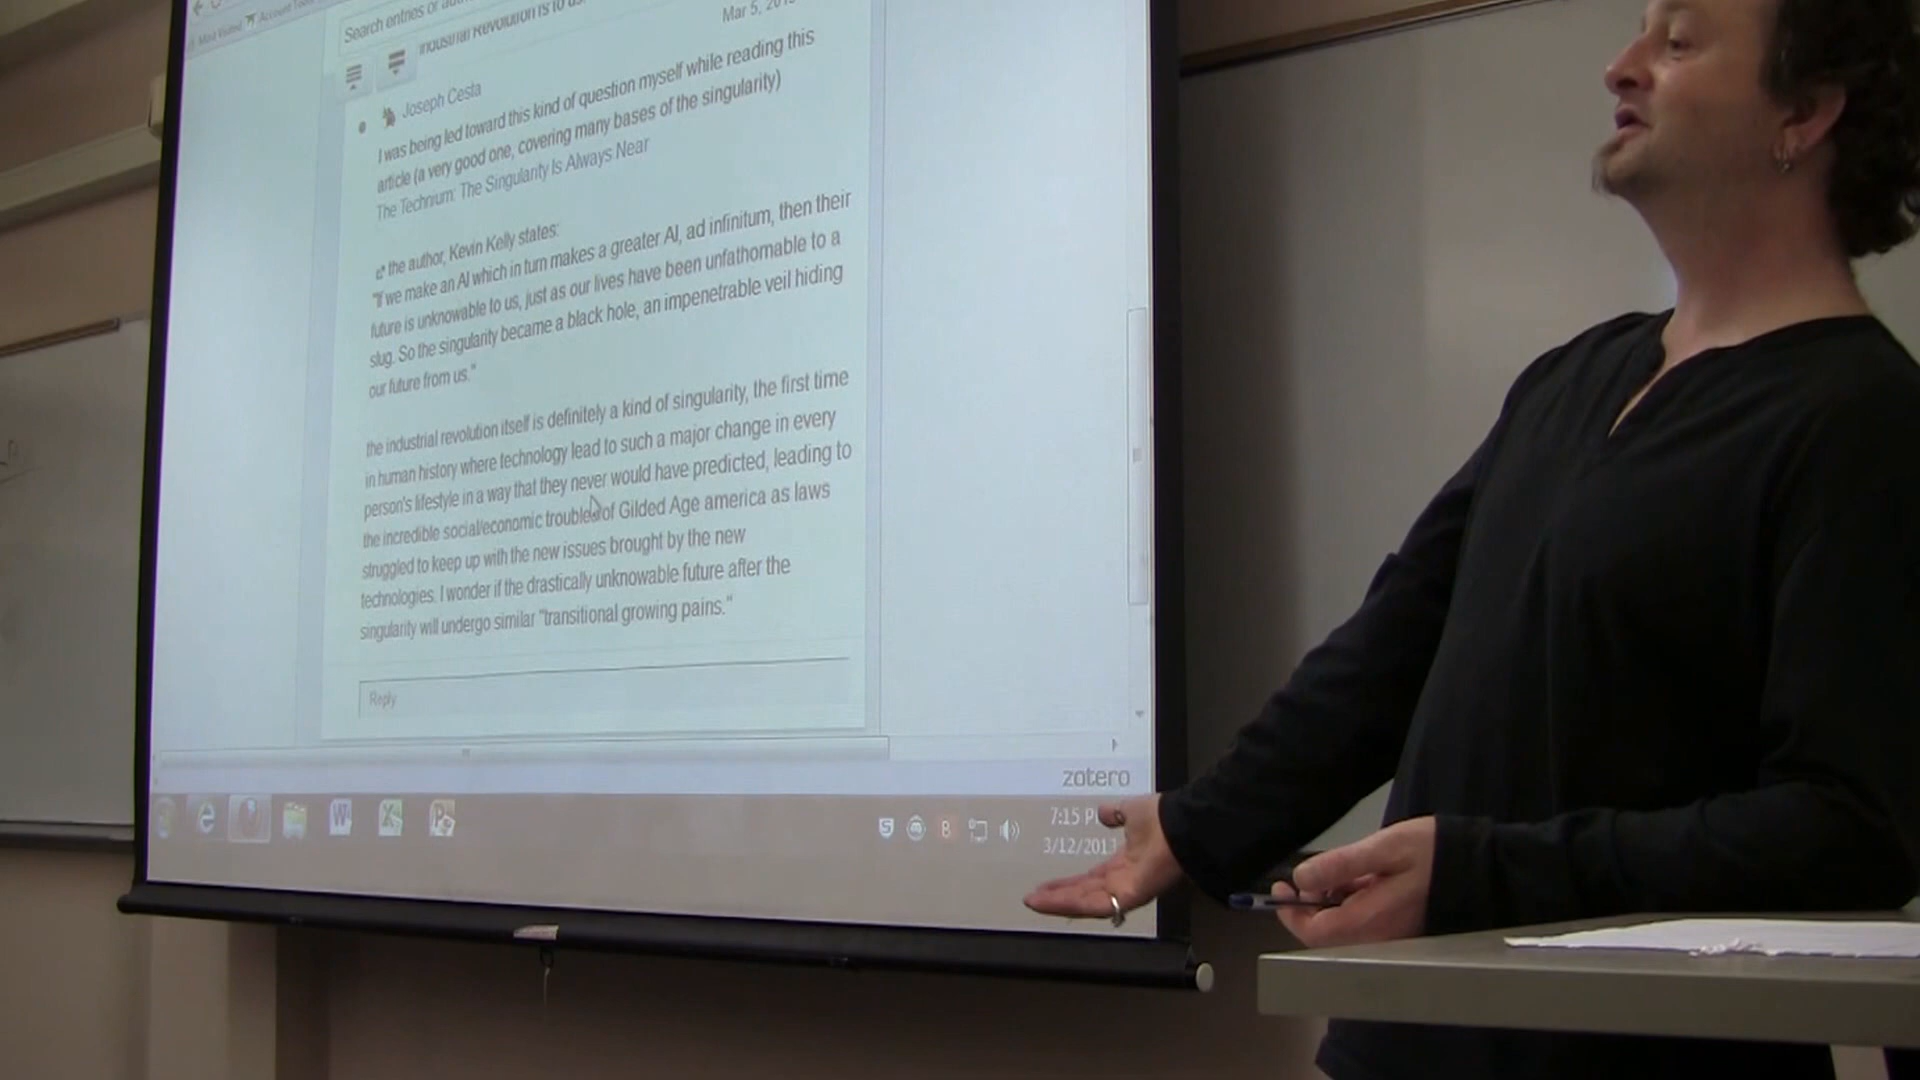 Most Visited Account Tools
Search entries or
Industrial Revolution is to us
Mar 5, 2013
Joseph Cesta
I was being led toward this kind of question myself while reading this
article (a very good one, covering many bases of the singularity)
The Technium: The Singularity Is Always Near
the author, Kevin Kelly states:
"If we make an AI which in turn makes a greater AI, ad infinitum, then their
future is unknowable to us, just as our lives have been unfathomable to a
slug. So the singularity became a black hole, an impenetrable veil hiding
our future from us."
the industrial revolution itself is definitely a kind of singularity, the first time
in human history where technology lead to such a major change in every
person's lifestyle in a way that they never would have predicted, leading to
the incredible social/economic troubles of Gilded Age america as laws
struggled to keep up with the new issues brought by the new
technologies. I wonder if the drastically unknowable future after the
singularity will undergo similar "transitional growing pains."
Reply
zotero
7:15 P
3/12/2013